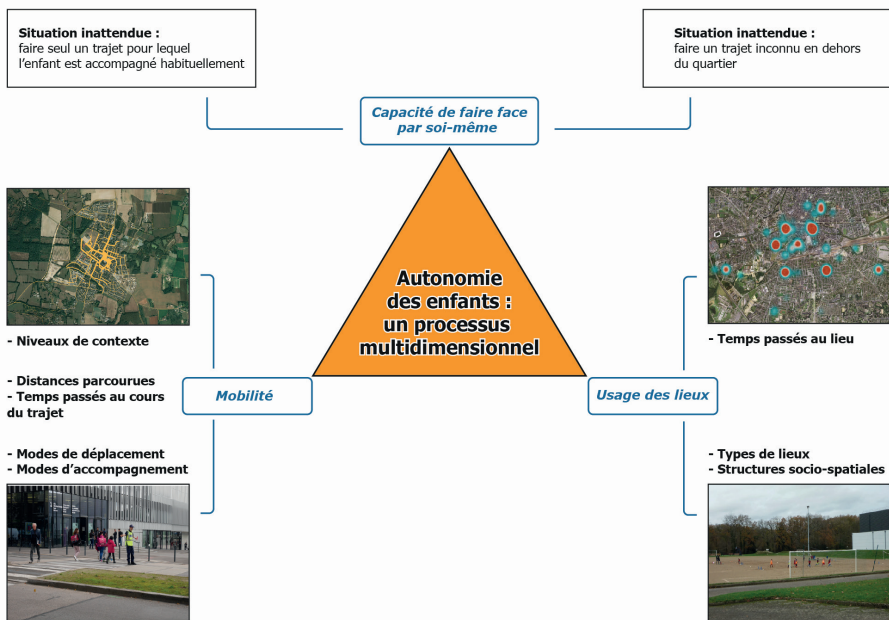 Situation inattendue :
faire seul un trajet pour lequel
l'enfant est accompagné habituellement
Situation inattendue :
faire un trajet inconnu en dehors
du quartier
Capacité de faire face
par soi-même
Autonomie
des enfants :
un processus
multidimensionnel
- Niveaux de contexte
- Distances parcourues
- Temps passés au cours
du trajet
Mobilité
- Modes de déplacement
- Modes d'accompagnement
- Temps passés au lieu
Usage des lieux
- Types de lieux
- Structures socio-spatiales